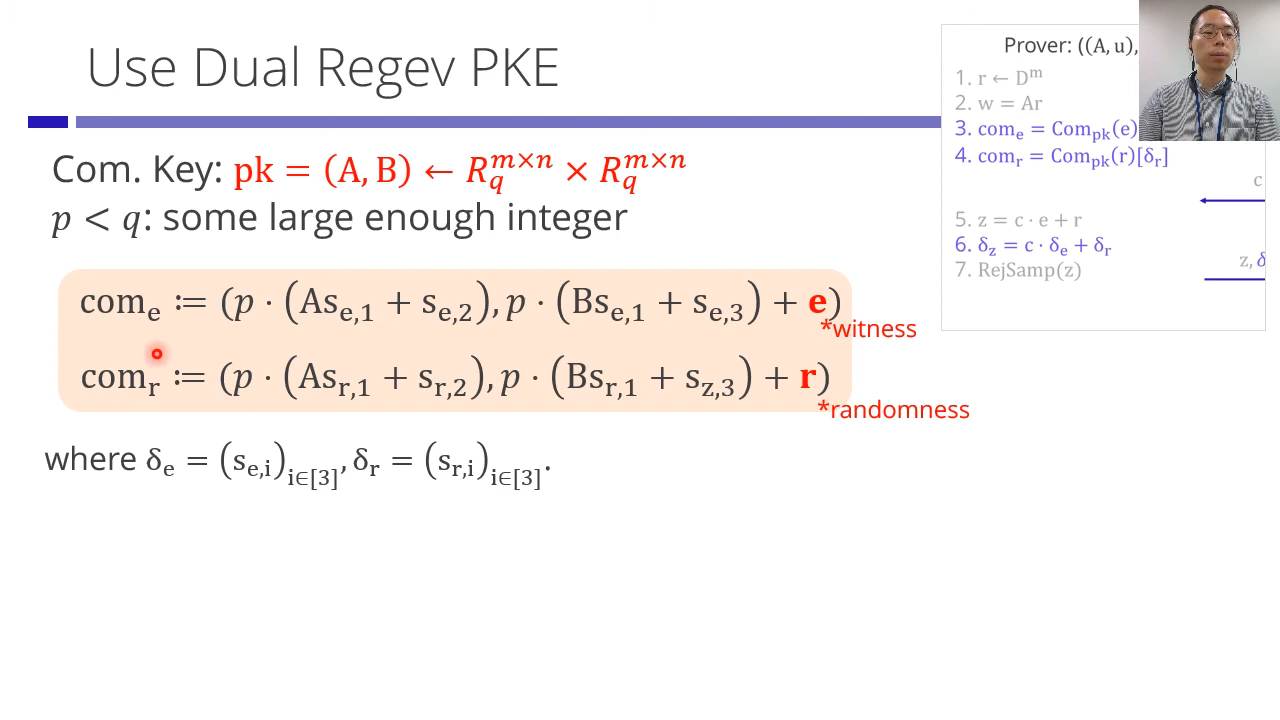 Use Dual Regev PKE
Com. Key: pk = (A, B) ← R_q^{m×n} × R_q^{m×n}
p < q: some large enough integer
com_e ≔ (p · (As_{e,1} + s_{e,2}), p · (Bs_{e,1} + s_{e,3}) + e)
*witness
com_r ≔ (p · (As_{r,1} + s_{r,2}), p · (Bs_{r,1} + s_{z,3}) + r)
*randomness
where δ_e = (s_{e,i})_{i∈[3]}, δ_r = (s_{r,i})_{i∈[3]}.
Prover: ((A, u),
1. r ← D^m
2. w = Ar
3. com_e = Com_pk(e)
4. com_r = Com_pk(r)[δ_r]
c
5. z = c · e + r
6. δ_z = c · δ_e + δ_r
z, δ
7. RejSamp(z)